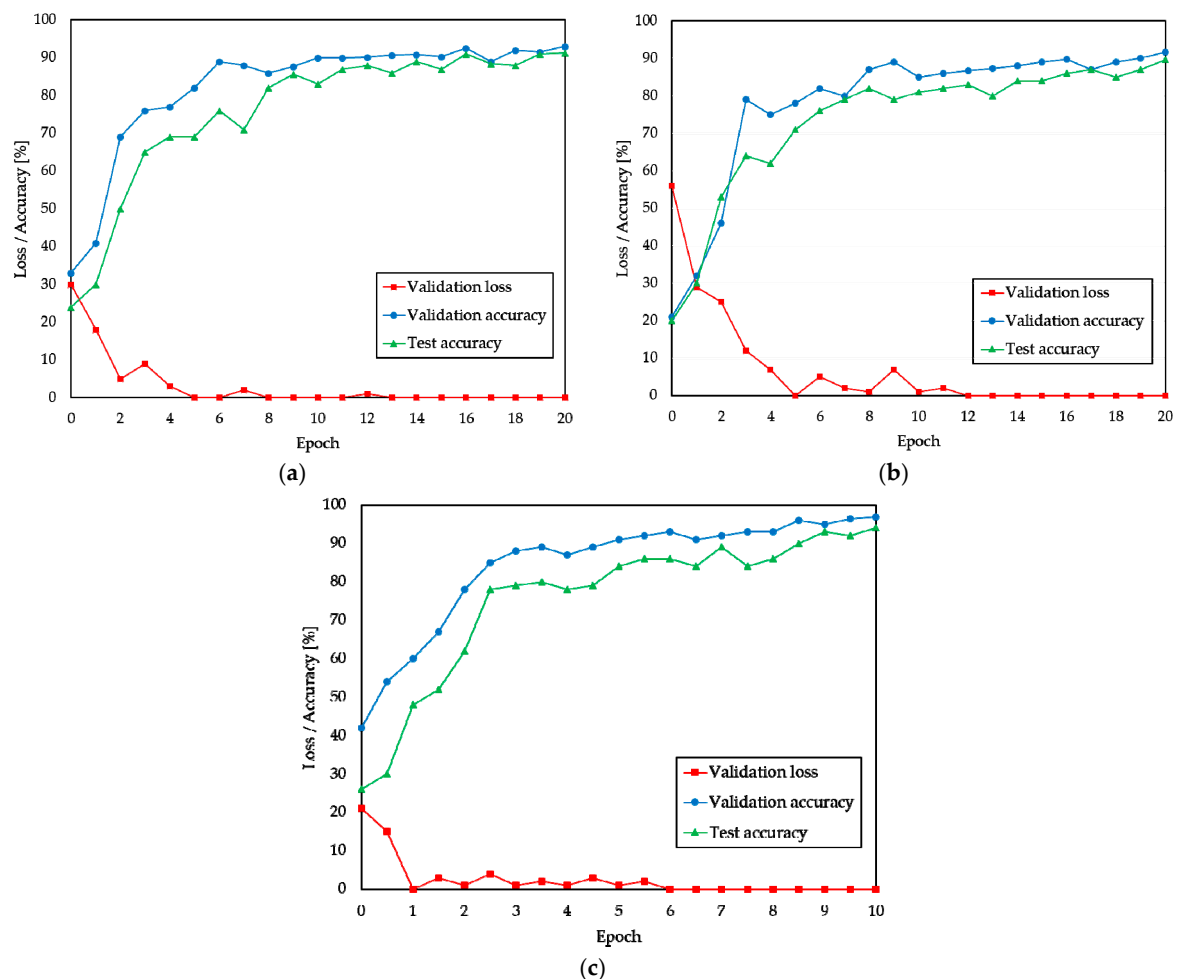 100
90
80
70
60
50
40
30
20
10
0
Loss / Accuracy [%]
Validation loss
Validation accuracy
Test accuracy
0 2 4 6 8 10 12 14 16 18 20
Epoch
(a)
100
90
80
70
60
50
40
30
20
10
0
Loss / Accuracy [%]
Validation loss
Validation accuracy
Test accuracy
0 2 4 6 8 10 12 14 16 18 20
Epoch
(b)
100
90
80
70
60
50
40
30
20
10
0
Loss / Accuracy [%]
Validation loss
Validation accuracy
Test accuracy
0 1 2 3 4 5 6 7 8 9 10
Epoch
(c)